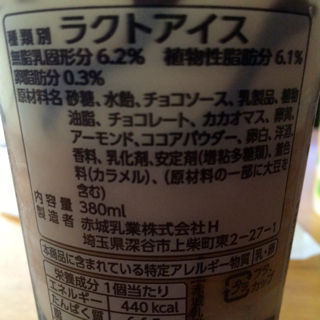 種類別 ラクトアイス
無脂乳固形分 6.2% 植物性脂肪分 6.1%
卵脂肪分 0.3%
原材料名 砂糖、水飴、チョコソース、乳製品、植物
油脂、チョコレート、カカオマス、卵黄、
アーモンド、ココアパウダー、卵白、洋酒、
香料、乳化剤、安定剤(増粘多糖類)、着色
料(カラメル)、(原材料の一部に大豆を
含む)
内容量 380ml
製造者 赤城乳業株式会社H
埼玉県深谷市上柴町東2-27-1
本商品に含まれている特定アレルギー物質 乳・卵
栄養成分 1個当たり
エネルギー 440 kcal
たんぱく質
プラ
カップ